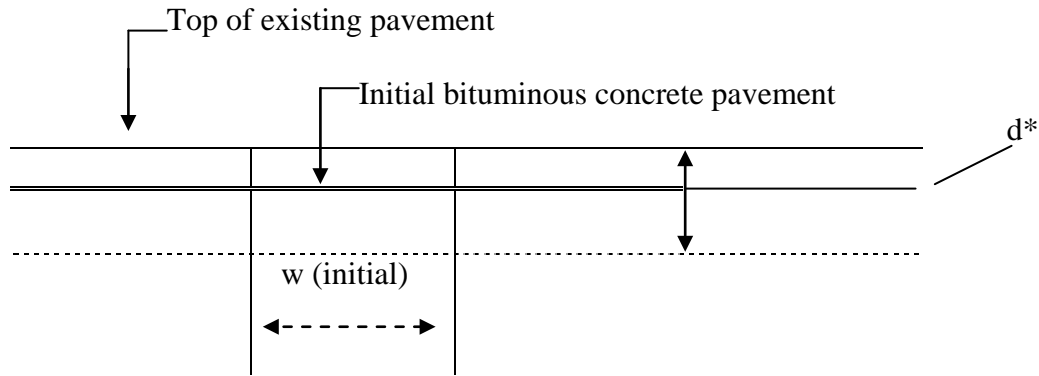 Top of existing pavement
Initial bituminous concrete pavement
d*
w (initial)